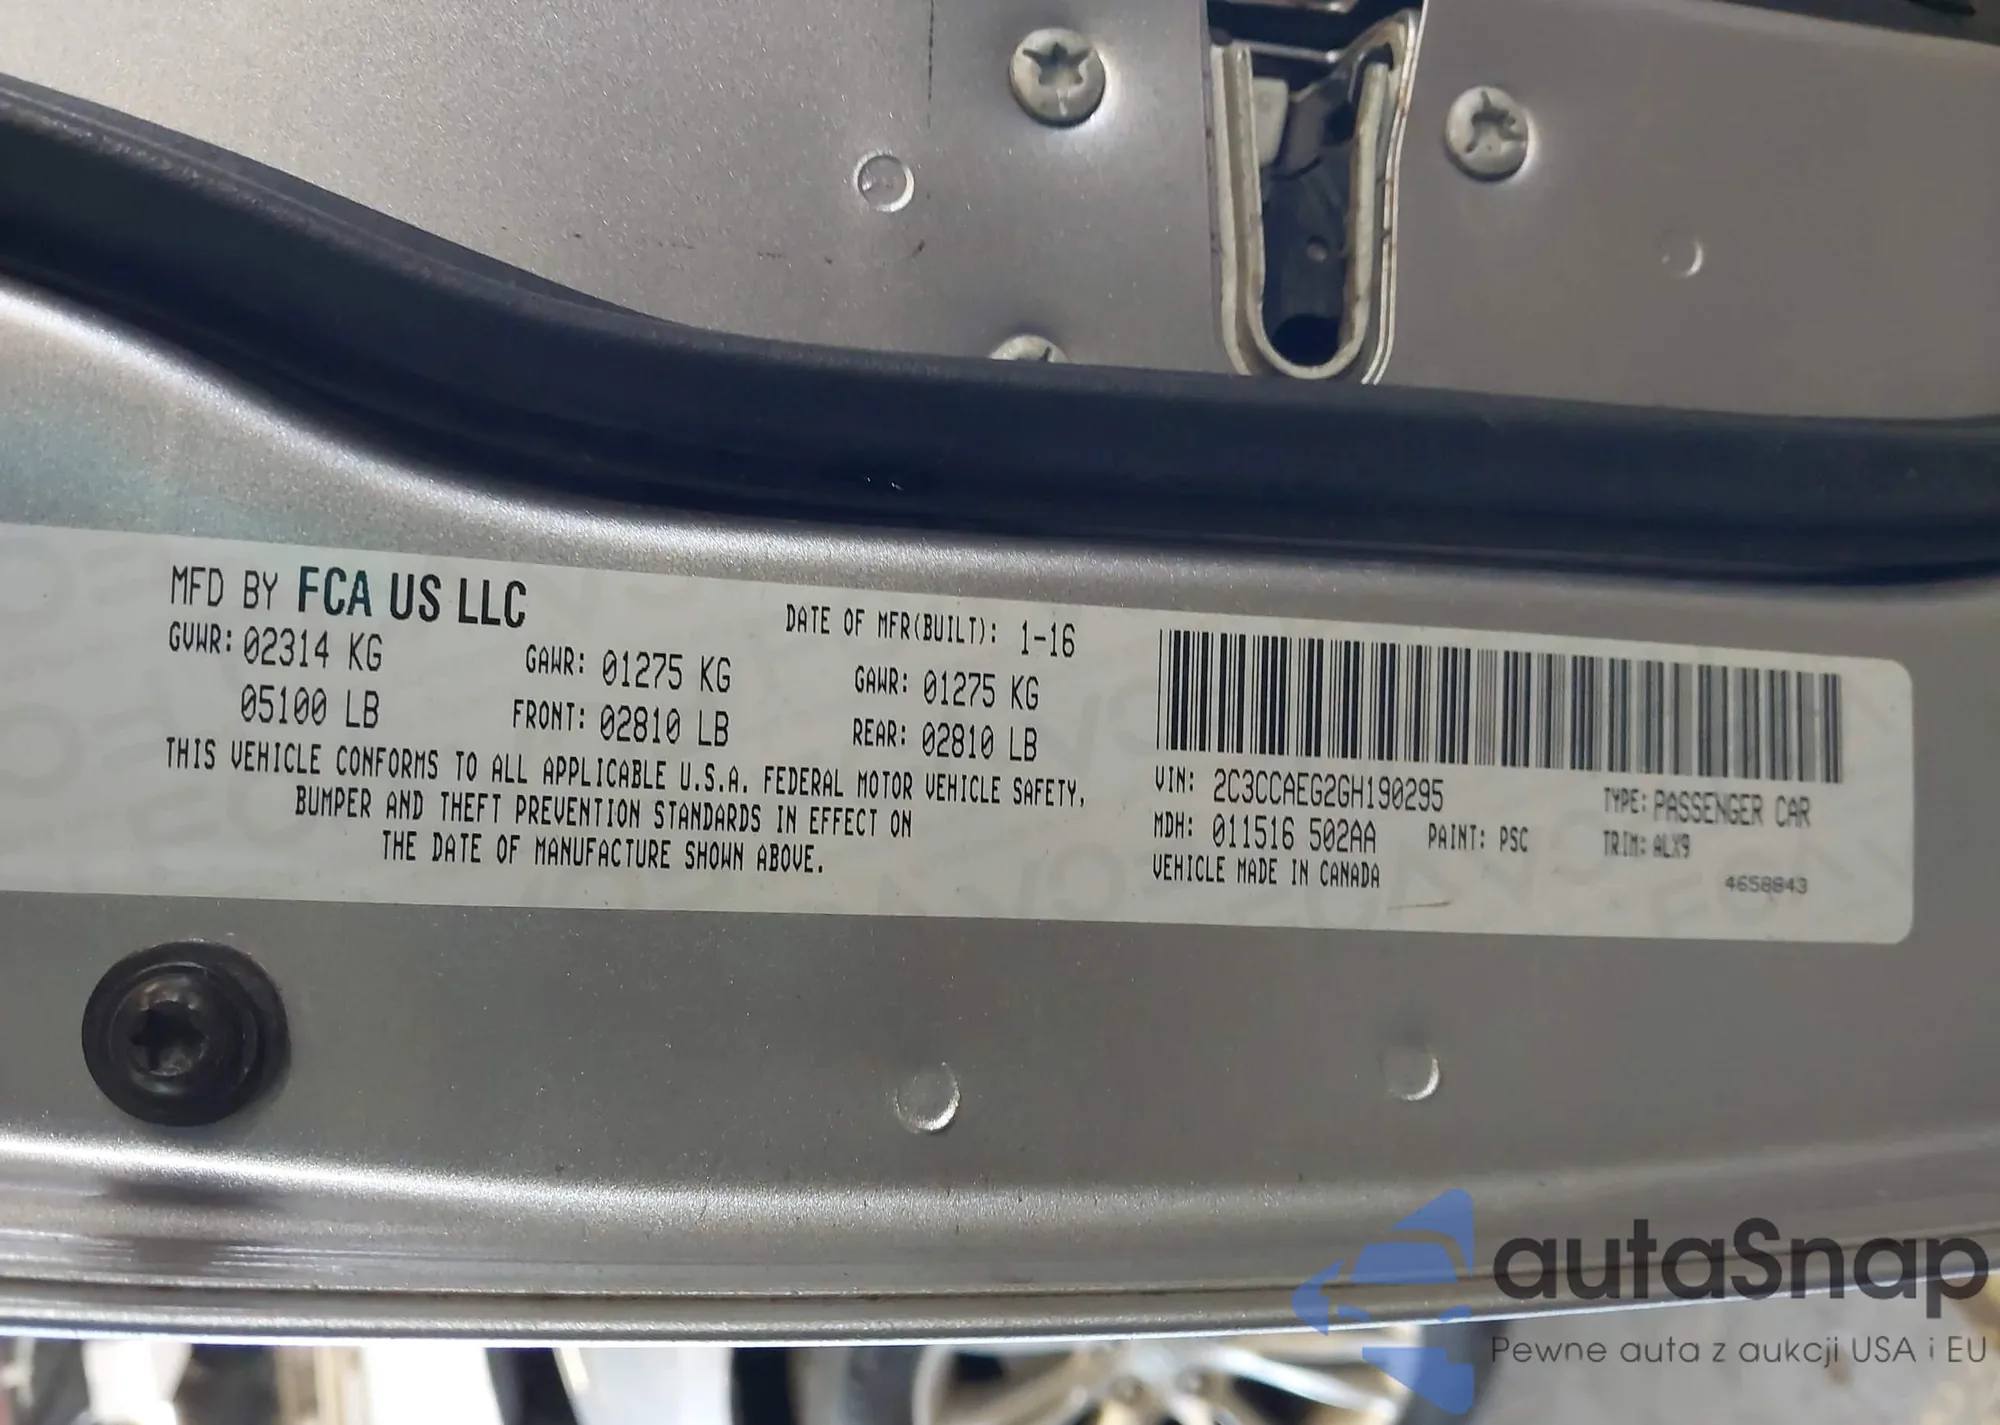 MFD BY FCA US LLC
DATE OF MFR(BUILT): 1-16
GVWR: 02314 KG
05100 LB
GAWR: 01275 KG
FRONT: 02810 LB
GAWR: 01275 KG
REAR: 02810 LB
THIS VEHICLE CONFORMS TO ALL APPLICABLE U.S.A. FEDERAL MOTOR VEHICLE SAFETY,
BUMPER AND THEFT PREVENTION STANDARDS IN EFFECT ON
THE DATE OF MANUFACTURE SHOWN ABOVE.
VIN: 2C3CCAEG2GH190295
TYPE: PASSENGER CAR
MDH: 011516 502AA
PAINT: PSC
TRIM: ALX9
VEHICLE MADE IN CANADA
4658843
autaSnap
Pewne auta z aukcji USA i EU